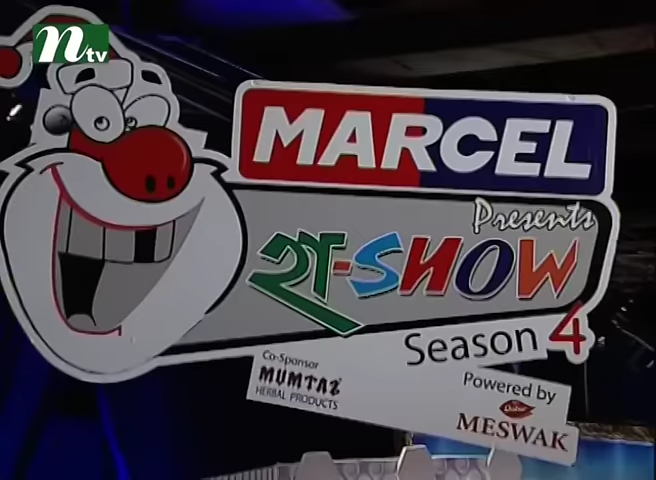 ntv
MARCEL
Presents
হা-SHOW
Season 4
Co-Sponsor
MUMTAZ
HERBAL PRODUCTS
Powered by
Dabur
MESWAK